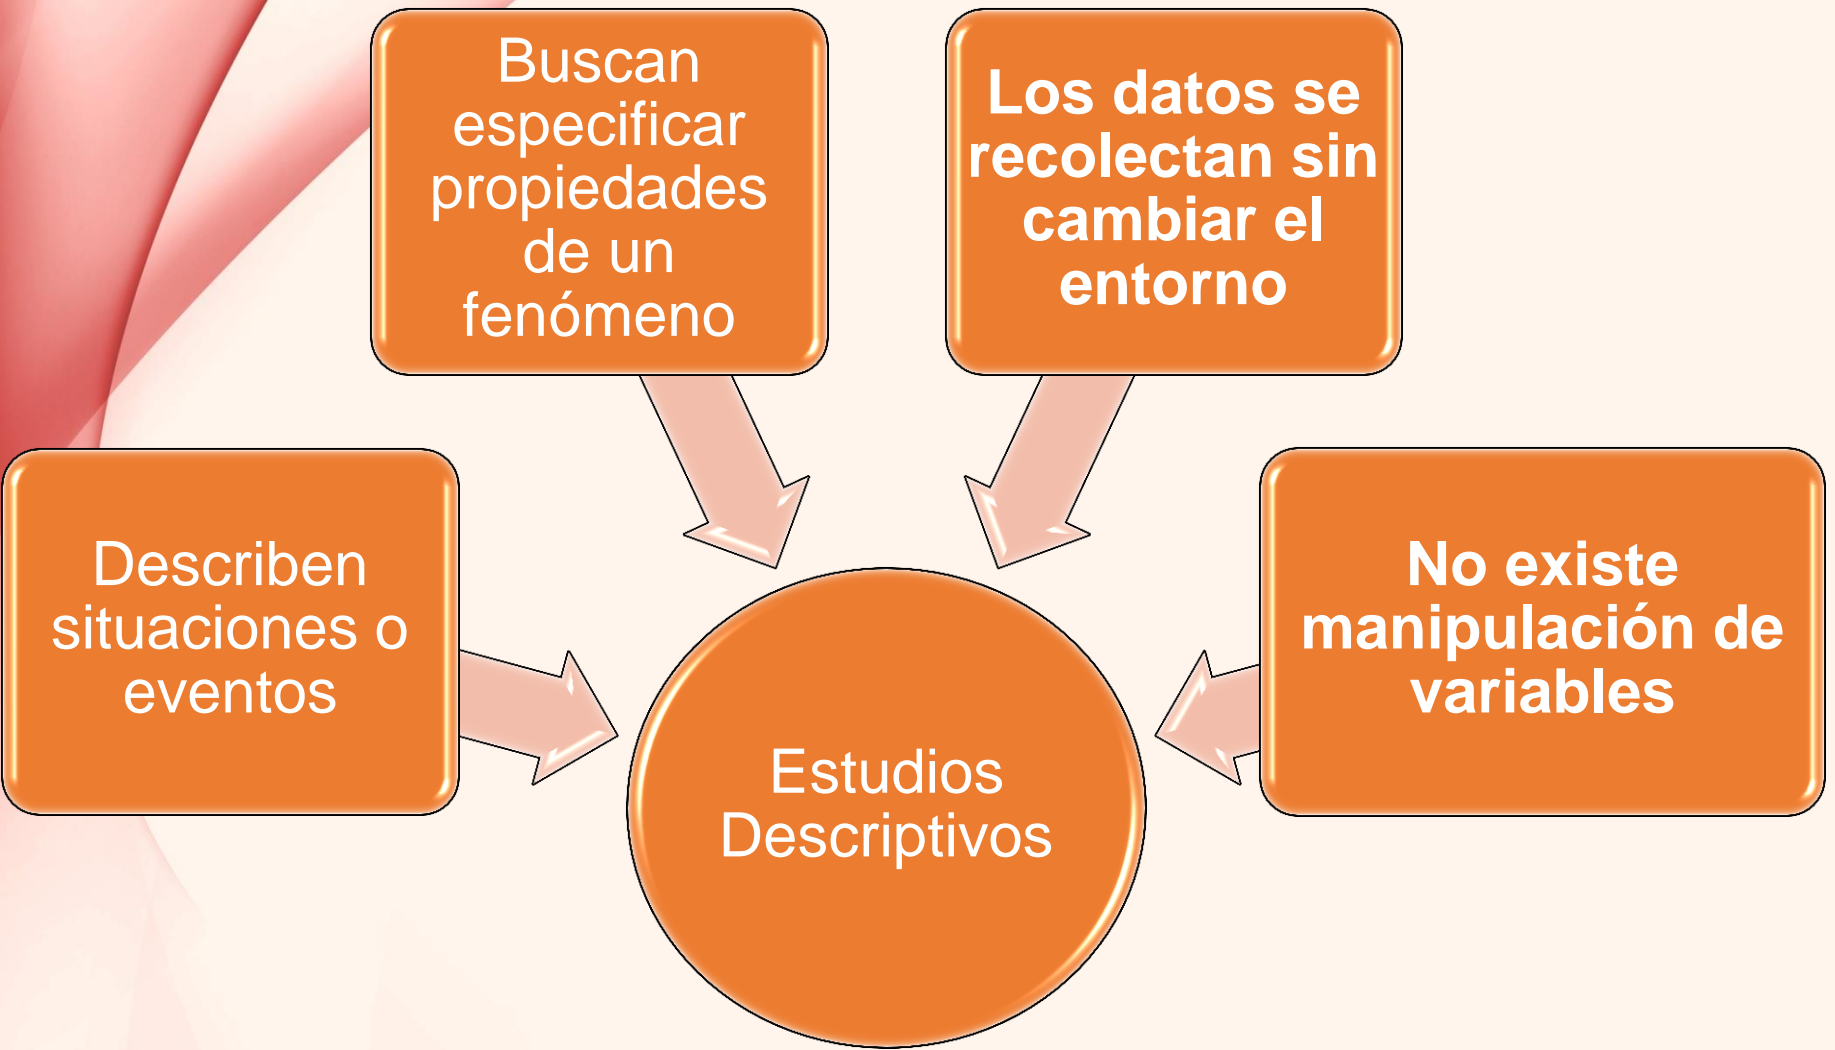 Buscan
especificar
propiedades
de un
fenómeno
Los datos se
recolectan sin
cambiar el
entorno
Describen
situaciones o
eventos
No existe
manipulación de
variables
Estudios
Descriptivos